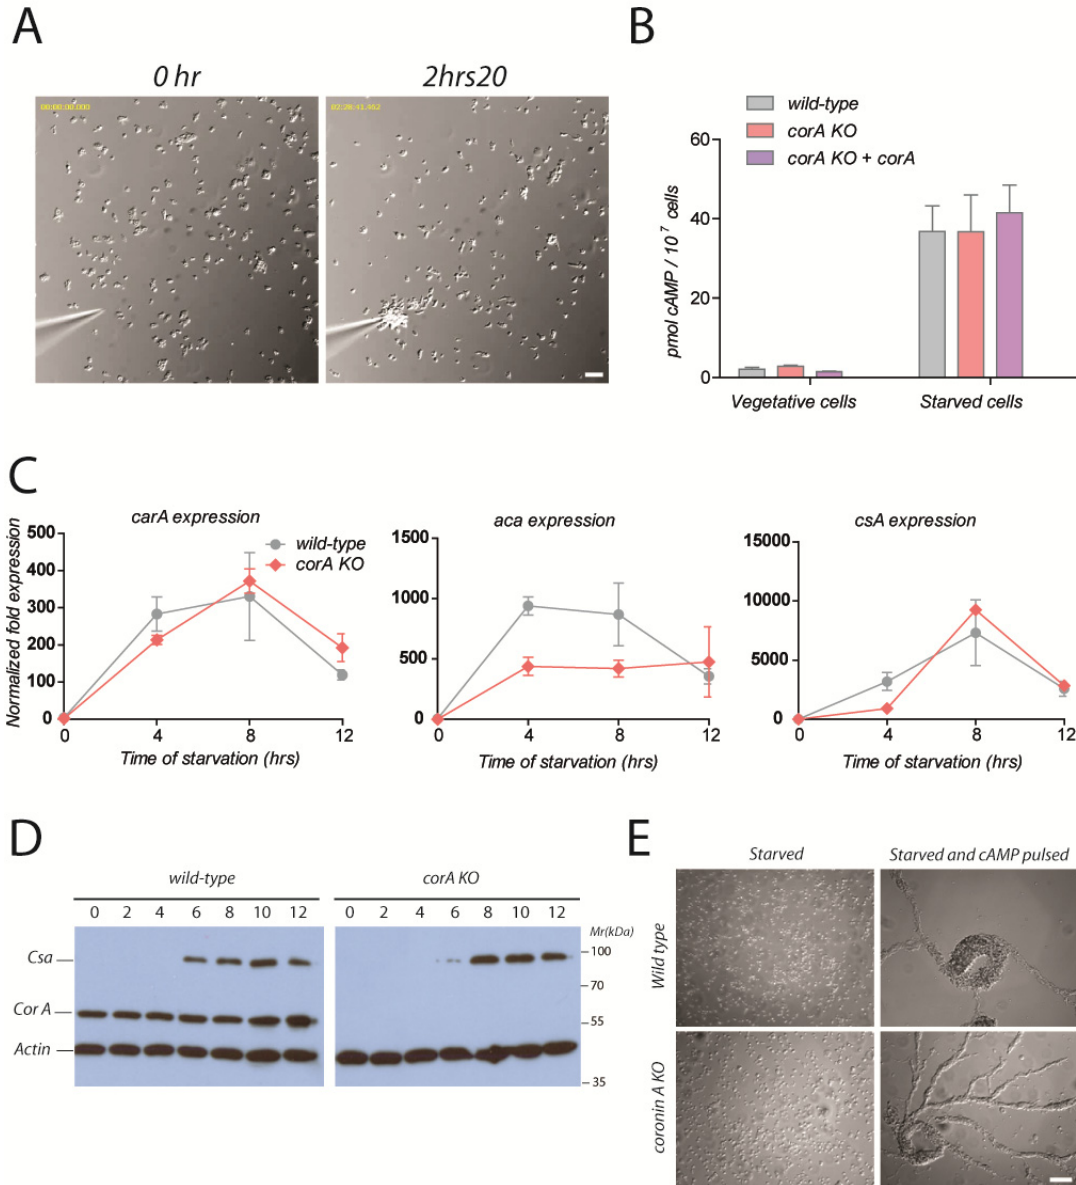 A
0 hr
2hrs20
00:00:00.000
B
wild-type
corA KO
corA KO + corA
60
40
20
0
pmol cAMP / 10⁷ cells
Vegetative cells
Starved cells
C
carA expression
wild-type
corA KO
500
400
300
200
100
0
Normalized fold expression
0 4 8 12
Time of starvation (hrs)
aca expression
1500
1000
500
0
0 4 8 12
Time of starvation (hrs)
csA expression
15000
10000
5000
0
0 4 8 12
Time of starvation (hrs)
D
wild-type
corA KO
0 2 4 6 8 10 12
0 2 4 6 8 10 12
Mr(kDa)
Csa
Cor A
Actin
100
70
55
35
E
Starved
Starved and cAMP pulsed
Wild type
coronin A KO